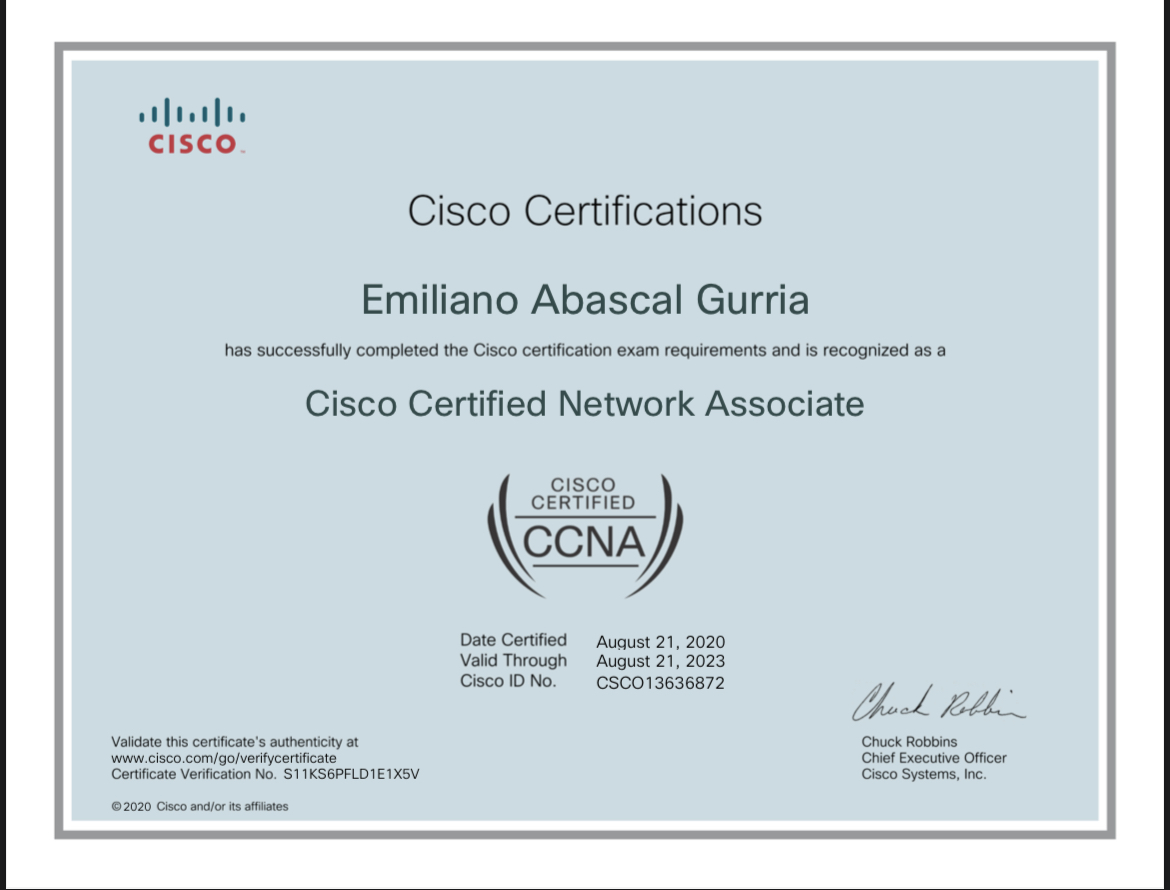 CISCO™
Cisco Certifications
Emiliano Abascal Gurria
has successfully completed the Cisco certification exam requirements and is recognized as a
Cisco Certified Network Associate
CISCO
CERTIFIED
CCNA
Date Certified August 21, 2020
Valid Through August 21, 2023
Cisco ID No. CSCO13636872
Chuck Robbins
Validate this certificate's authenticity at
www.cisco.com/go/verifycertificate
Certificate Verification No. S11KS6PFLD1E1X5V
© 2020 Cisco and/or its affiliates
Chuck Robbins
Chief Executive Officer
Cisco Systems, Inc.